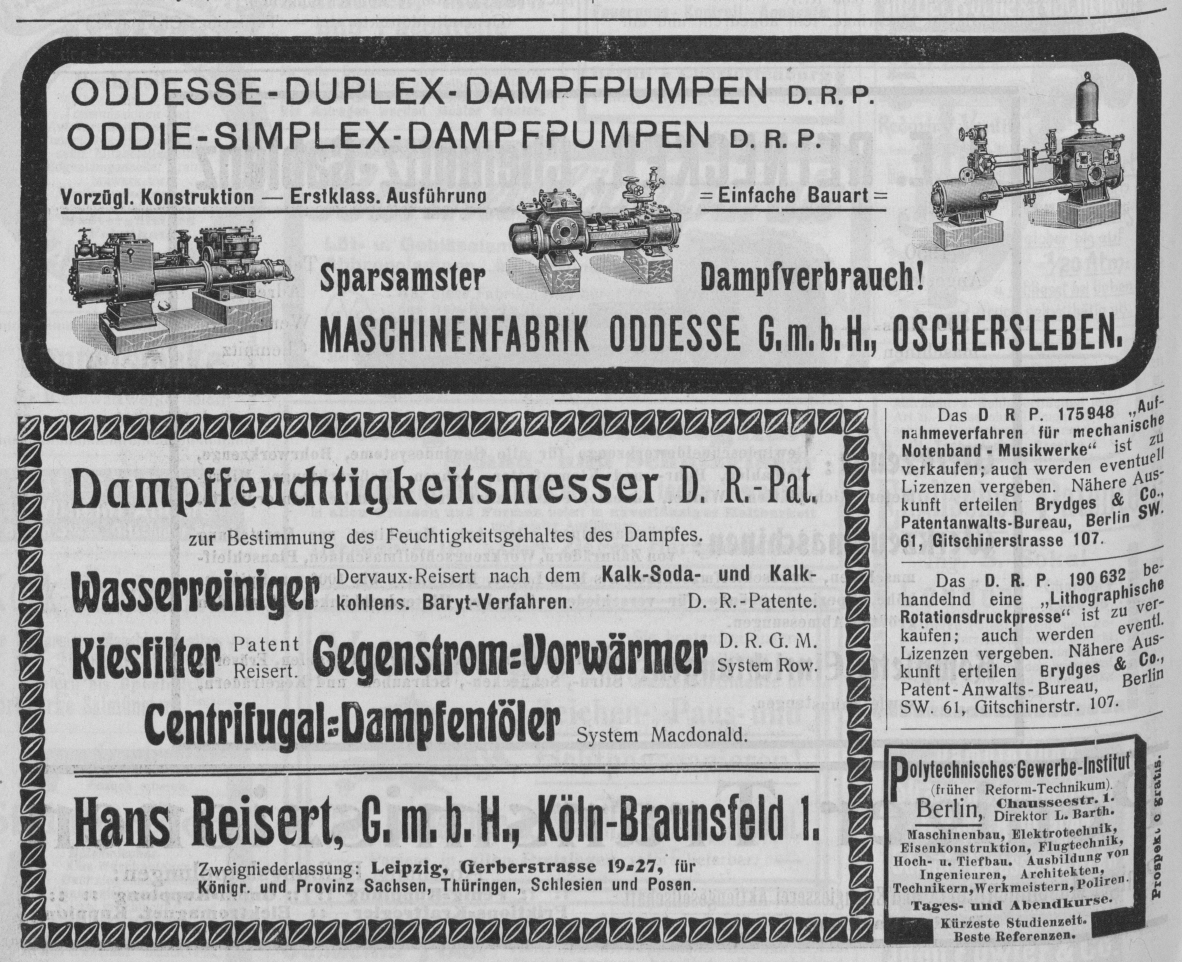 ODDESSE-DUPLEX-DAMPFPUMPEN D.R.P.
ODDIE-SIMPLEX-DAMPFPUMPEN D.R.P.
Vorzügl. Konstruktion — Erstklass. Ausführung
= Einfache Bauart =
Sparsamster Dampfverbrauch!
MASCHINENFABRIK ODDESSE G.m.b.H., OSCHERSLEBEN.
Dampffeuchtigkeitsmesser D. R.-Pat.
zur Bestimmung des Feuchtigkeitsgehaltes des Dampfes.
Wasserreiniger
Dervaux-Reisert nach dem Kalk-Soda- und Kalk-
kohlens. Baryt-Verfahren. D. R.-Patente.
Kiesfilter Patent
Reisert.
Gegenstrom=Vorwärmer D. R. G. M.
System Row.
Centrifugal=Dampfentöler System Macdonald.
Hans Reisert, G. m. b. H., Köln-Braunsfeld 1.
Zweigniederlassung: Leipzig, Gerberstrasse 19=27, für
Königr. und Provinz Sachsen, Thüringen, Schlesien und Posen.
Das D R P. 175948 „Auf-
nahmeverfahren für mechanische
Notenband-Musikwerke“ ist zu
verkaufen; auch werden eventuell
Lizenzen vergeben. Nähere Aus-
kunft erteilen Brydges & Co.,
Patentanwalts-Bureau, Berlin SW.
61, Gitschinerstrasse 107.
Das D. R. P. 190632 be-
handelnd eine „Lithographische
Rotationsdruckpresse“ ist zu ver-
kaufen; auch werden eventl.
Lizenzen vergeben. Nähere Aus-
kunft erteilen Brydges & Co.,
Patent-Anwalts-Bureau, Berlin
SW. 61, Gitschinerstr. 107.
Polytechnisches Gewerbe-Institut
(früher Reform-Technikum).
Berlin, Chausseestr. 1.
Direktor L. Barth.
Maschinenbau, Elektrotechnik,
Eisenkonstruktion, Flugtechnik,
Hoch- u. Tiefbau. Ausbildung von
Ingenieuren, Architekten,
Technikern, Werkmeistern, Poliren.
Tages- und Abendkurse.
Kürzeste Studienzeit.
Beste Referenzen.
Prospekte gratis.